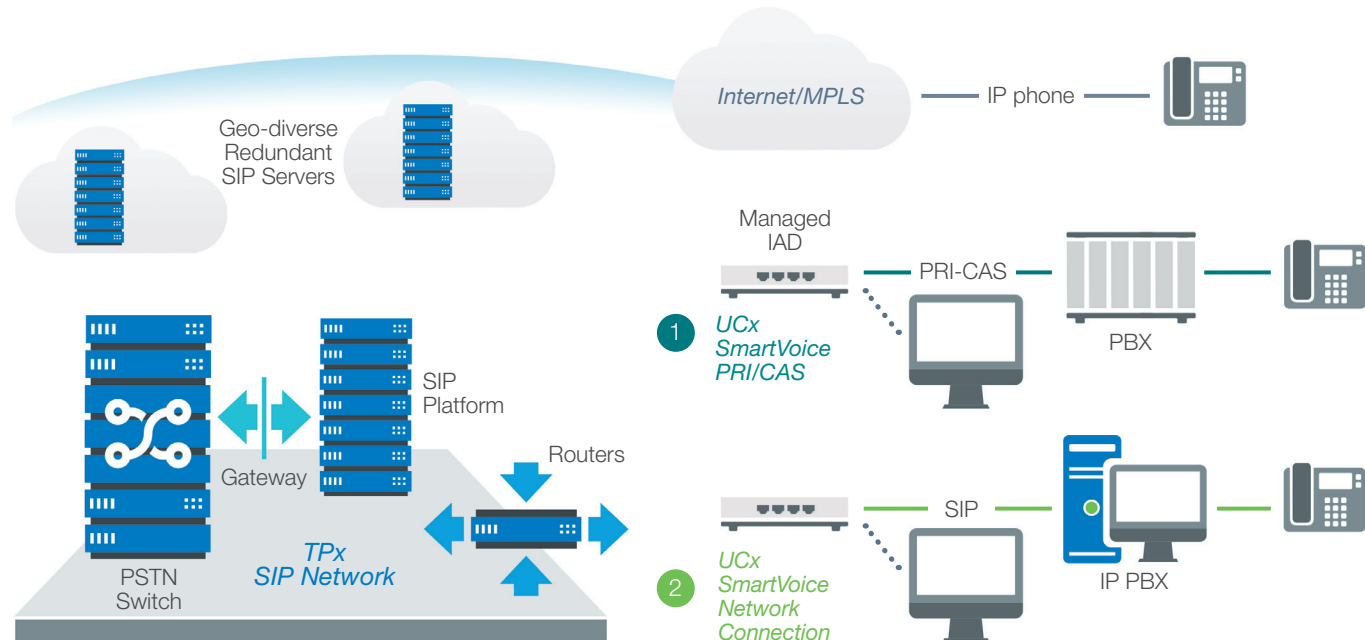 Internet/MPLS
IP phone
Geo-diverse
Redundant
SIP Servers
Managed
IAD
PRI-CAS
PBX
1
UCx
SmartVoice
PRI/CAS
SIP
Platform
Gateway
Routers
TPx
SIP Network
PSTN
Switch
SIP
IP PBX
2
UCx
SmartVoice
Network
Connection